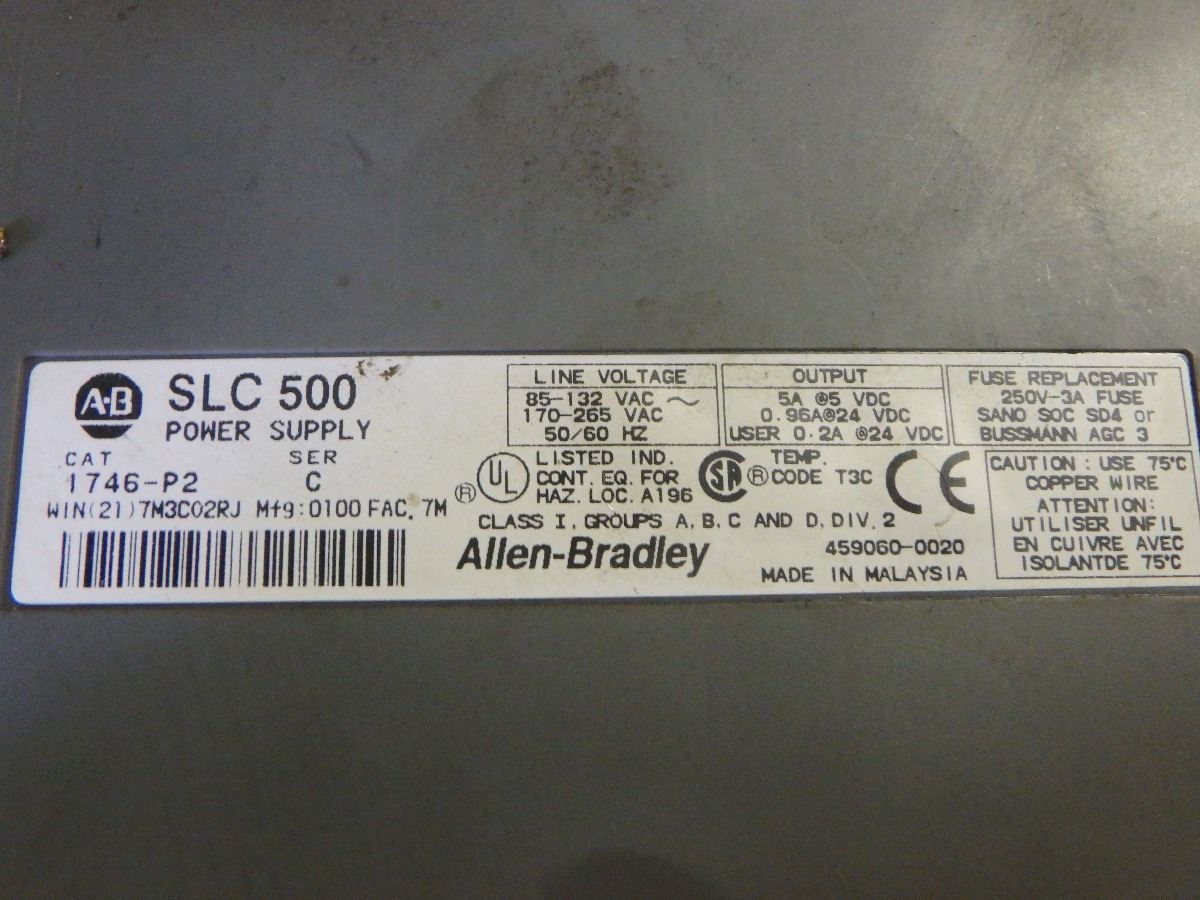 A·B
SLC 500
POWER SUPPLY
CAT SER
1746-P2 C
WIN(21)7M3C02RJ Mfg:0100 FAC. 7M
LINE VOLTAGE
85-132 VAC ~
170-265 VAC
50/60 HZ
OUTPUT
5A @5 VDC
0.96A@24 VDC
USER 0.2A @24 VDC
FUSE REPLACEMENT
250V-3A FUSE
SANO SOC SD4 or
BUSSMANN AGC 3
UL ®
LISTED IND.
CONT. EQ. FOR
HAZ. LOC. A196
SA ®
TEMP
CODE T3C
CE
CLASS I, GROUPS A, B, C AND D, DIV. 2
Allen-Bradley
459060-0020
MADE IN MALAYSIA
CAUTION : USE 75°C
COPPER WIRE
ATTENTION:
UTILISER UNFIL
EN CUIVRE AVEC
ISOLANTDE 75°C